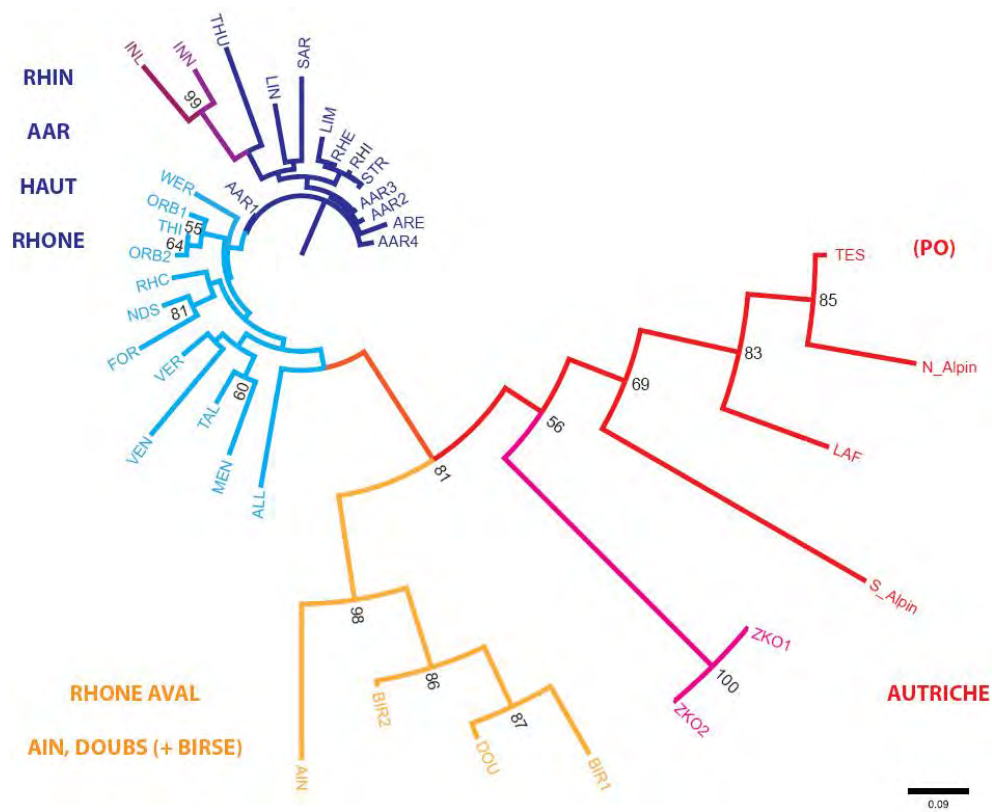 RHIN
AAR
HAUT
RHONE
INL
INN
THU
LIN
SAR
LIM
RHE
RHI
STR
AAR3
AAR2
ARE
AAR4
AAR1
99
WER
ORB1
THI
ORB2
55
64
RHC
NDS
81
FOR
VER
VEN
TAL
60
MEN
ALL
81
56
69
83
85
TES
(PO)
N_Alpin
LAF
S_Alpin
ZKO1
100
ZKO2
AUTRICHE
98
86
87
AIN
BIR2
DOU
BIR1
RHONE AVAL
AIN, DOUBS (+ BIRSE)
0.09